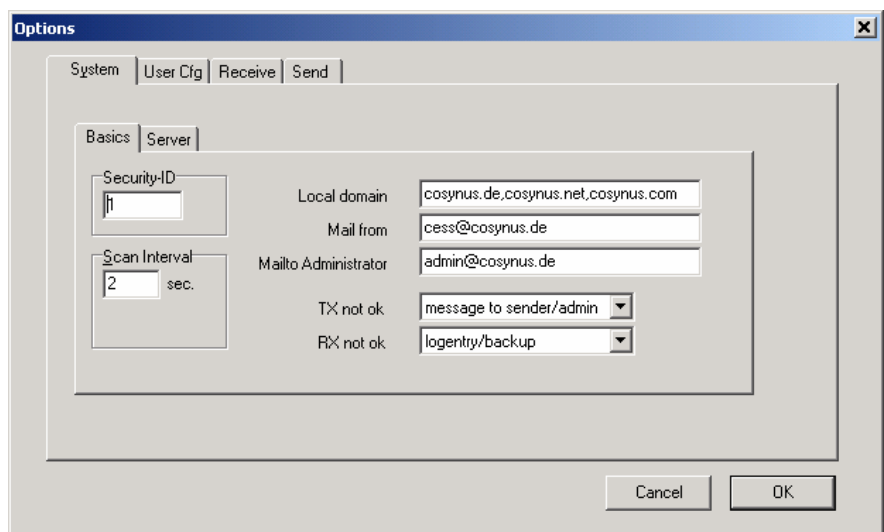 Options
System User Cfg Receive Send
Basics Server
Security-ID
1
Scan Interval
2 sec.
Local domain cosynus.de,cosynus.net,cosynus.com
Mail from cess@cosynus.de
Mailto Administrator admin@cosynus.de
TX not ok message to sender/admin
RX not ok logentry/backup
Cancel OK